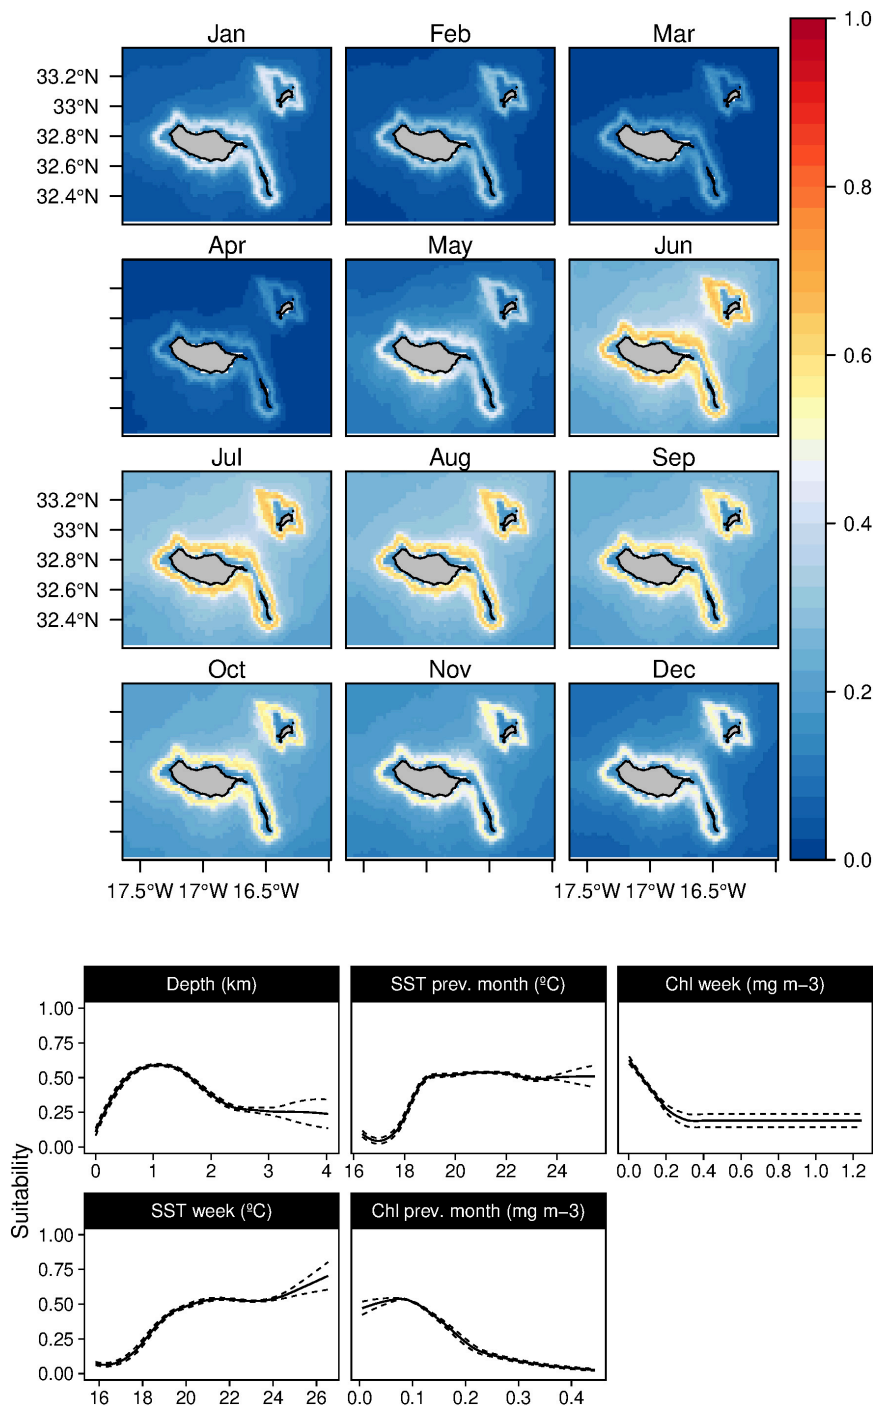 Jan Feb Mar
1.0
33.2°N
33°N
32.8°N
32.6°N
32.4°N
0.8
Apr May Jun
0.6
Jul Aug Sep
33.2°N
33°N
32.8°N
32.6°N
32.4°N
0.4
Oct Nov Dec
0.2
0.0
17.5°W 17°W 16.5°W 17.5°W 17°W 16.5°W
Depth (km) SST prev. month (ºC) Chl week (mg m−3)
1.00
0.75
0.50
0.25
0.00
0 1 2 3 4 16 18 20 22 24 0.0 0.2 0.4 0.6 0.8 1.0 1.2
Suitability
SST week (ºC) Chl prev. month (mg m−3)
1.00
0.75
0.50
0.25
0.00
16 18 20 22 24 26 0.0 0.1 0.2 0.3 0.4